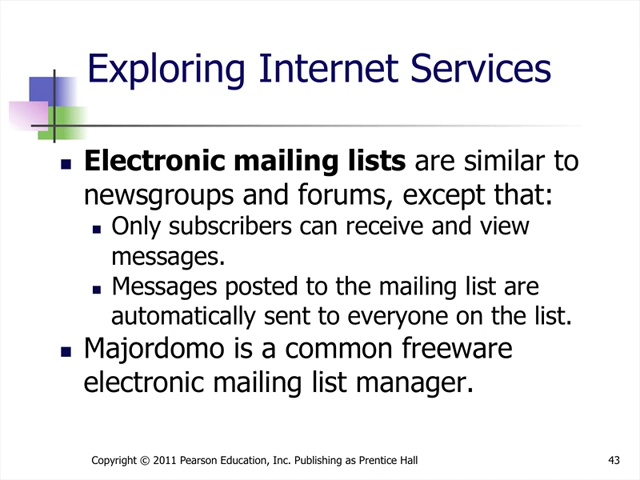 Exploring Internet Services
Electronic mailing lists are similar to
newsgroups and forums, except that:
Only subscribers can receive and view
messages.
Messages posted to the mailing list are
automatically sent to everyone on the list.
Majordomo is a common freeware
electronic mailing list manager.
Copyright © 2011 Pearson Education, Inc. Publishing as Prentice Hall 43